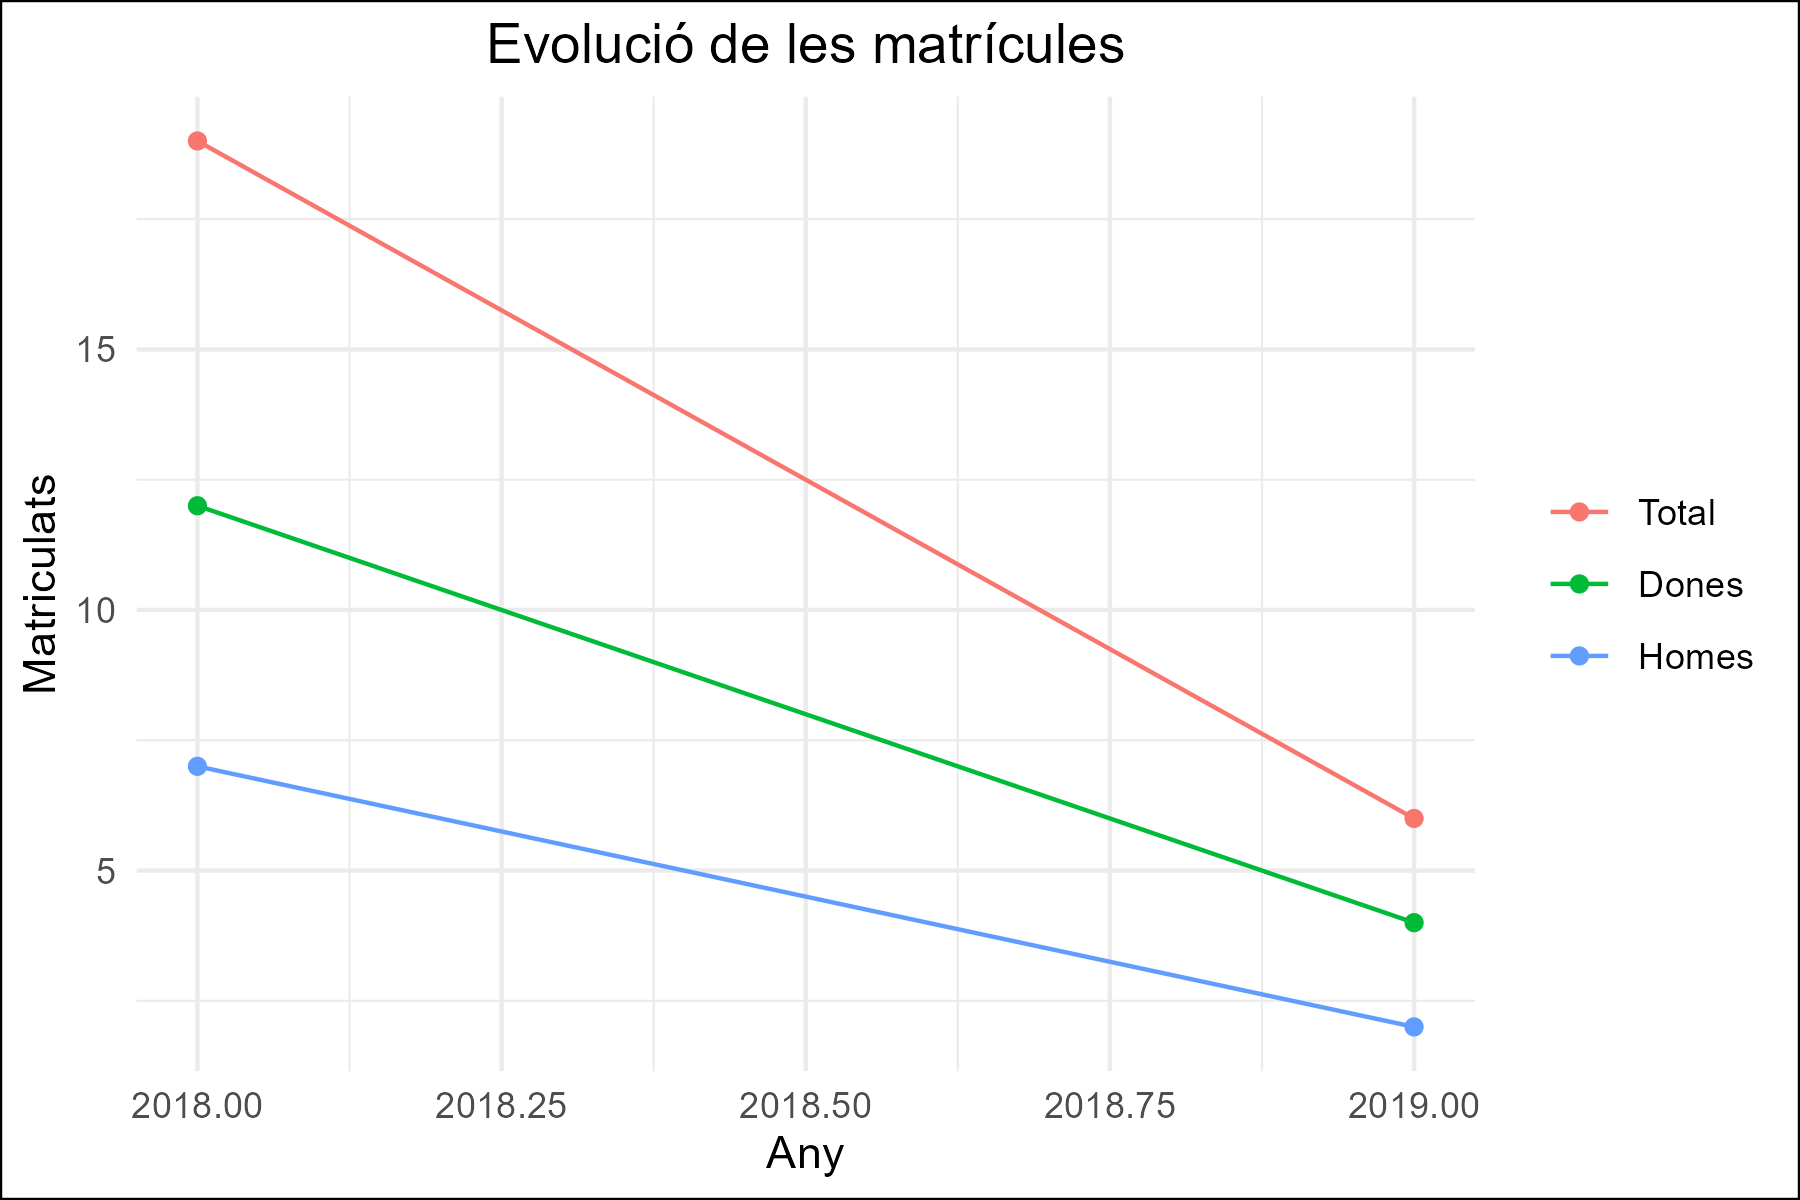 Evolució de les matrícules
Matriculats
15
10
5
2018.00
2018.25
2018.50
2018.75
2019.00
Any
Total
Dones
Homes